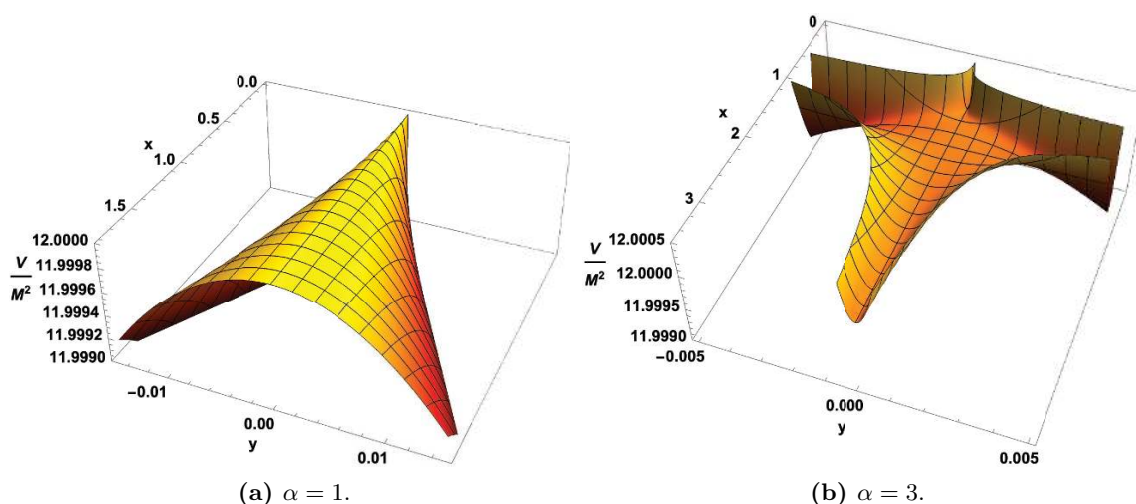 0.0
0.5
x
1.0
1.5
12.0000
11.9998
V
11.9996
M²
11.9994
11.9992
11.9990
−0.01
0.00
y
0.01
(a) α = 1.
0
1
x
2
3
12.0005
V
12.0000
M²
11.9995
11.9990
−0.005
0.000
y
0.005
(b) α = 3.